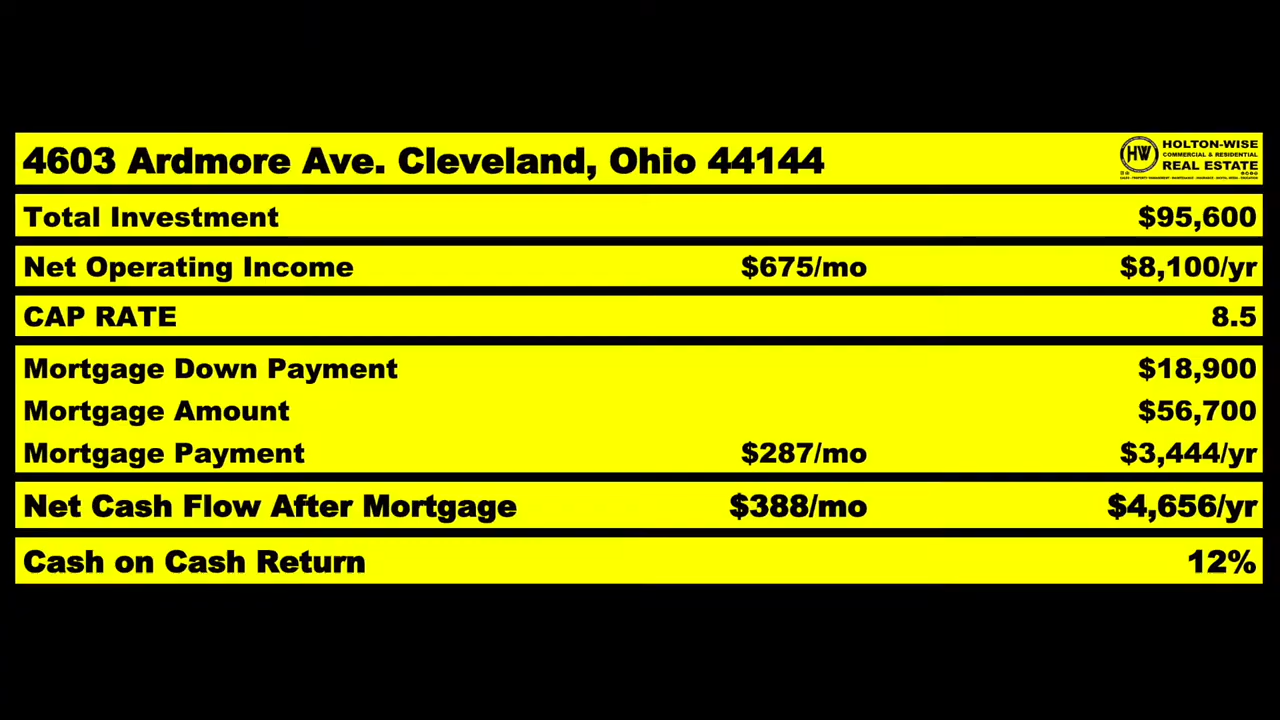 4603 Ardmore Ave. Cleveland, Ohio 44144
HW
HOLTON-WISE
COMMERCIAL & RESIDENTIAL
REAL ESTATE
Total Investment $95,600
Net Operating Income $675/mo $8,100/yr
CAP RATE 8.5
Mortgage Down Payment $18,900
Mortgage Amount $56,700
Mortgage Payment $287/mo $3,444/yr
Net Cash Flow After Mortgage $388/mo $4,656/yr
Cash on Cash Return 12%